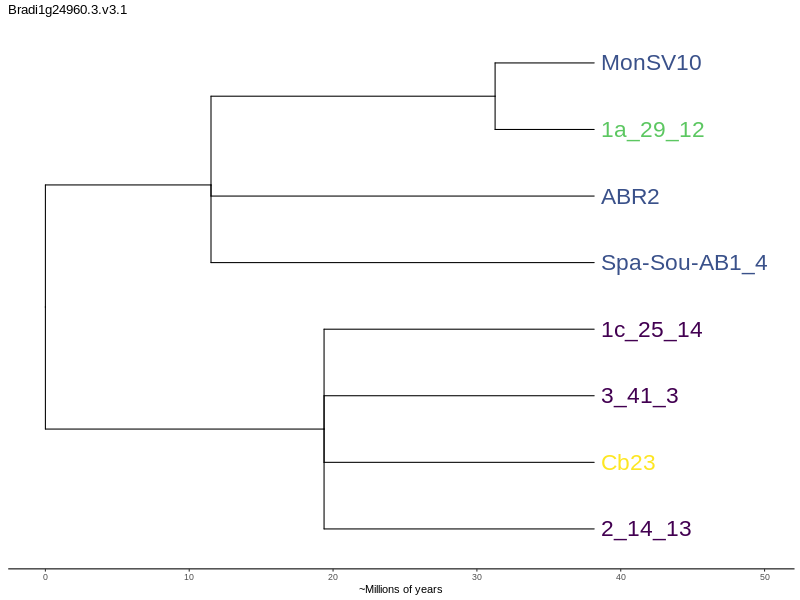 Bradi1g24960.3.v3.1
MonSV10
1a_29_12
ABR2
Spa-Sou-AB1_4
1c_25_14
3_41_3
Cb23
2_14_13
0 10 20 30 40 50
~Millions of years